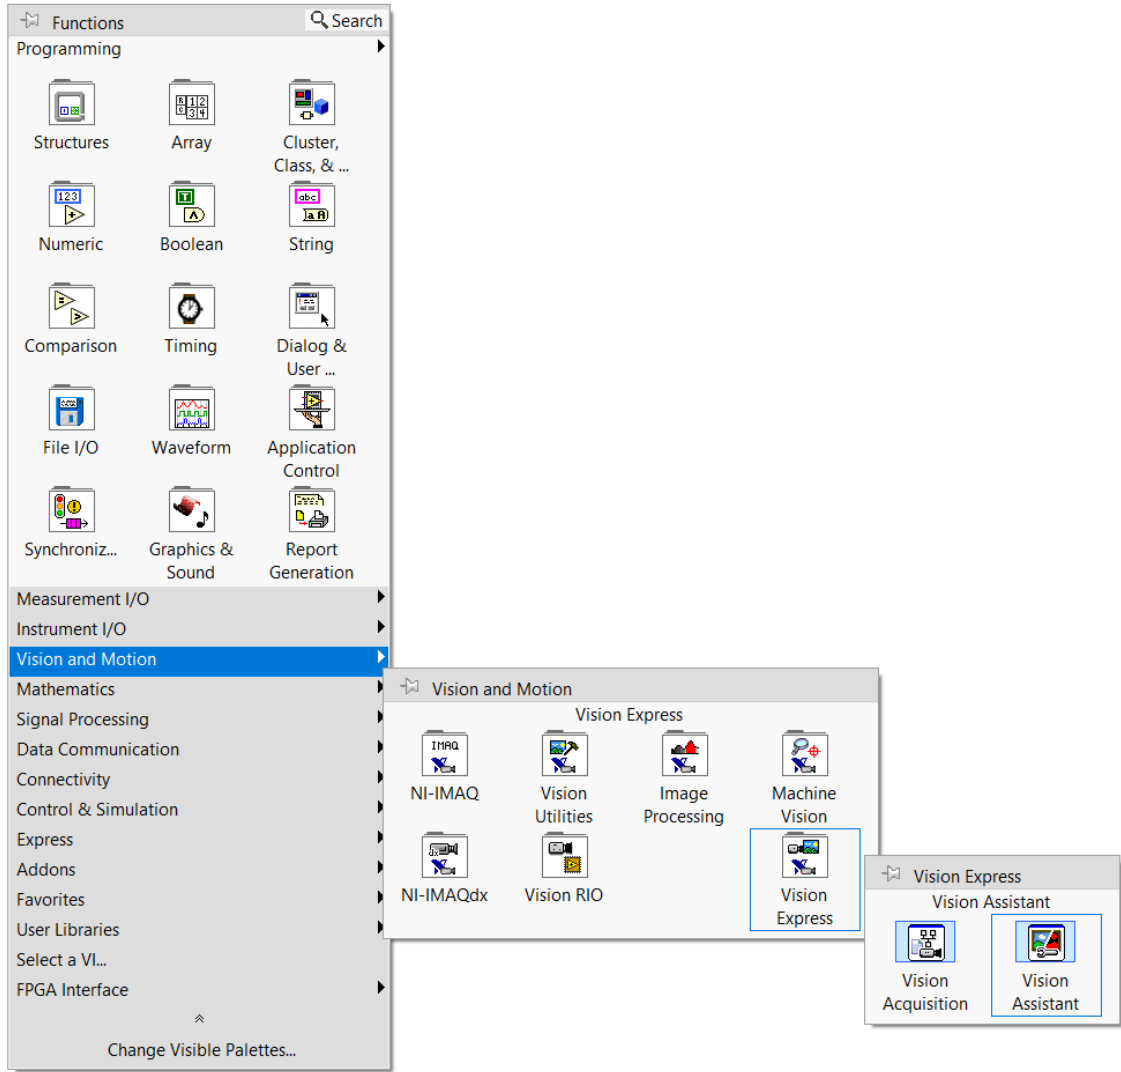 Functions
Search
Programming
Structures
Array
Cluster,
Class, & ...
Numeric
Boolean
String
Comparison
Timing
Dialog &
User ...
File I/O
Waveform
Application
Control
Synchroniz...
Graphics &
Sound
Report
Generation
Measurement I/O
Instrument I/O
Vision and Motion
Mathematics
Signal Processing
Data Communication
Connectivity
Control & Simulation
Express
Addons
Favorites
User Libraries
Select a VI...
FPGA Interface
Change Visible Palettes...
Vision and Motion
Vision Express
IMAQ
NI-IMAQ
Vision
Utilities
Image
Processing
Machine
Vision
NI-IMAQdx
Vision RIO
Vision
Express
Vision Express
Vision Assistant
Vision
Acquisition
Vision
Assistant